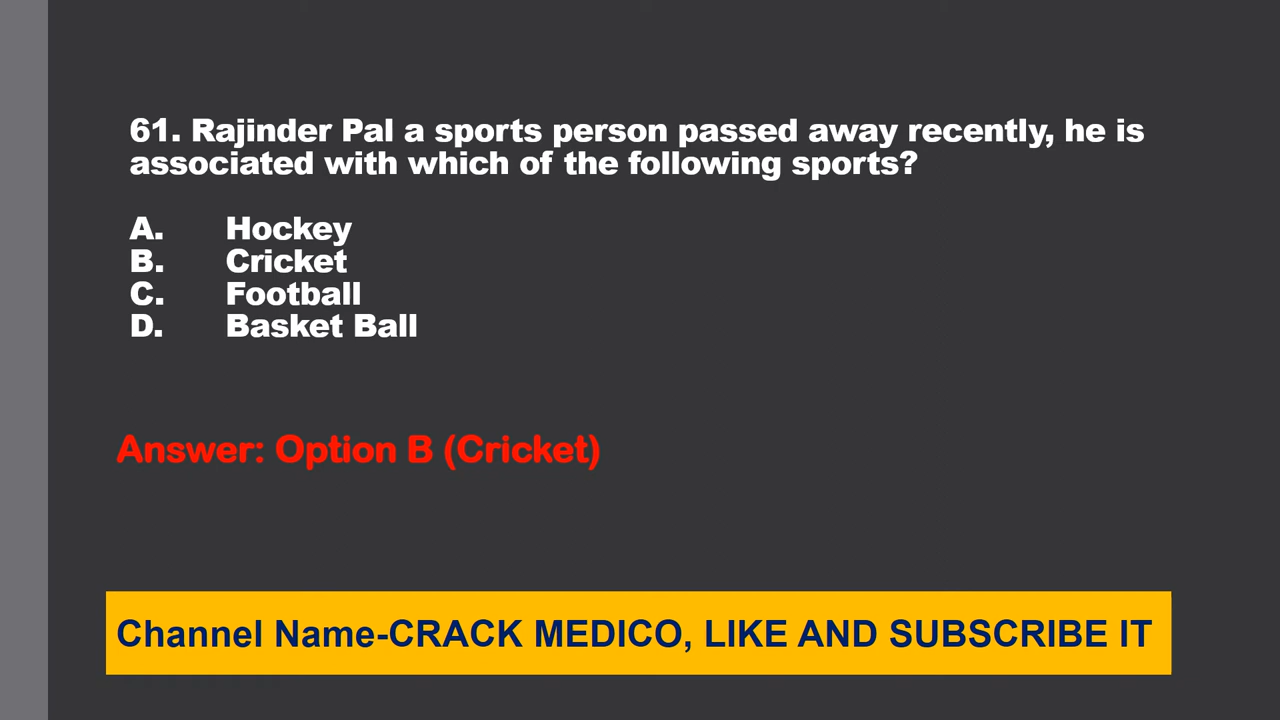 61. Rajinder Pal a sports person passed away recently, he is
associated with which of the following sports?
A. Hockey
B. Cricket
C. Football
D. Basket Ball
Answer: Option B (Cricket)
Channel Name-CRACK MEDICO, LIKE AND SUBSCRIBE IT